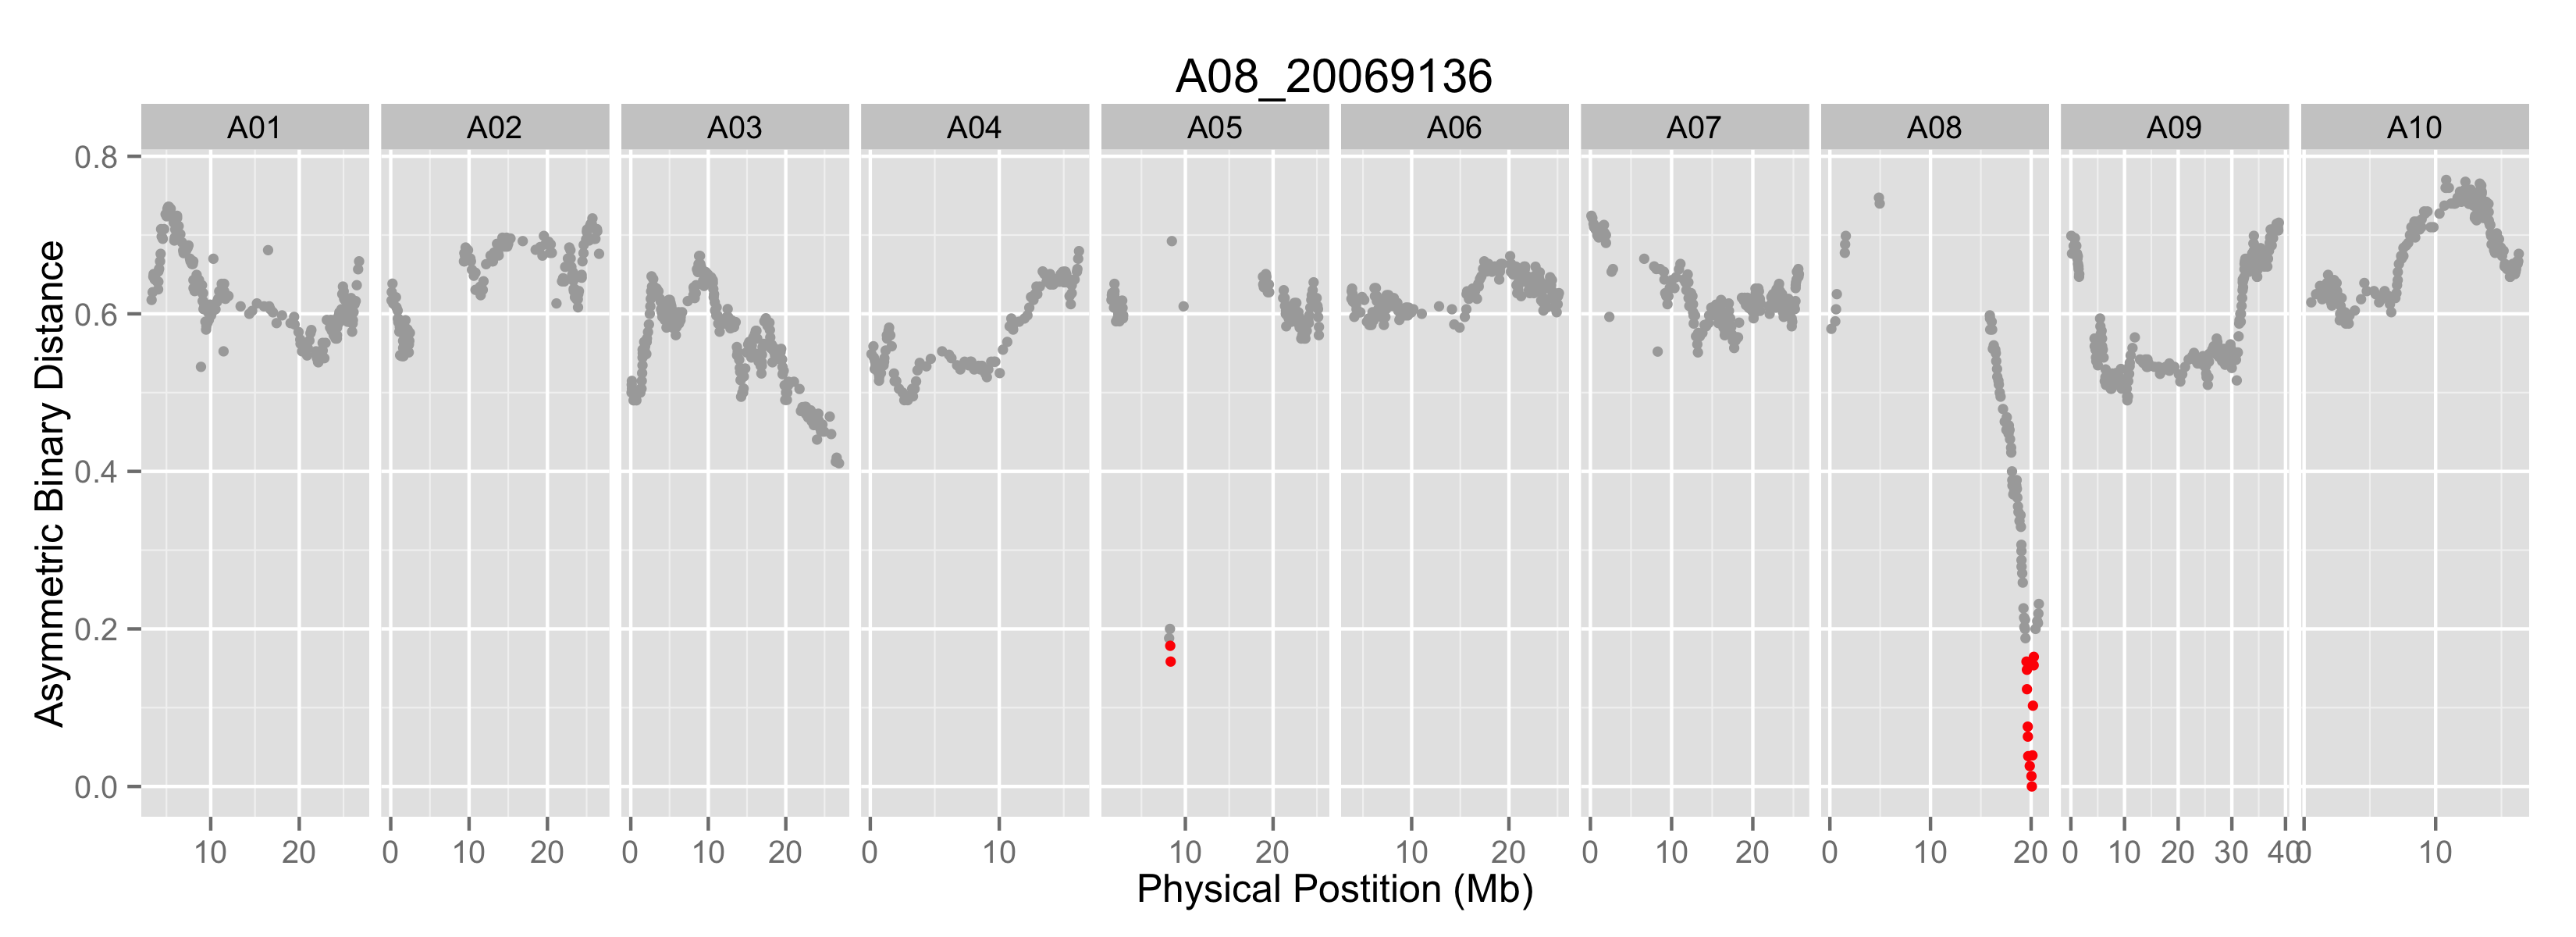 A08_20069136
A01 A02 A03 A04 A05 A06 A07 A08 A09 A10
Asymmetric Binary Distance
0.8
0.6
0.4
0.2
0.0
10 20 0 10 20 0 10 20 0 10 10 20 10 20 0 10 20 0 10 20 0 10 20 30 40 0 10
Physical Postition (Mb)